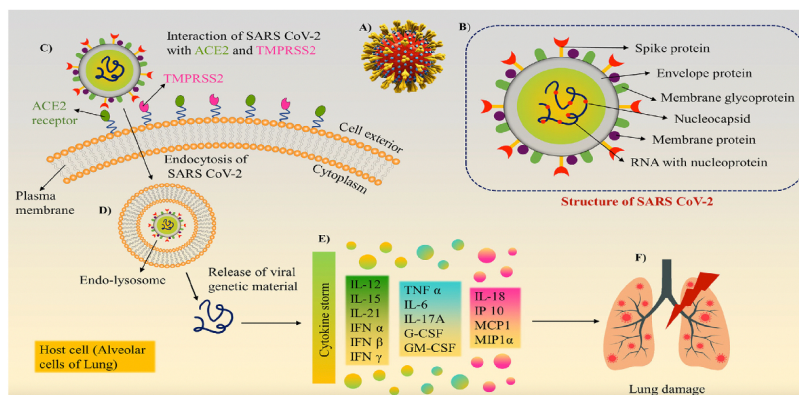 C)
Interaction of SARS CoV-2
with ACE2 and TMPRSS2
TMPRSS2
ACE2
receptor
Cell exterior
Endocytosis of
SARS CoV-2
Cytoplasm
Plasma
membrane
A)
B)
Spike protein
Envelope protein
Membrane glycoprotein
Nucleocapsid
Membrane protein
RNA with nucleoprotein
Structure of SARS CoV-2
D)
Endo-lysosome
Release of viral
genetic material
Host cell (Alveolar
cells of Lung)
E)
Cytokine storm
IL-12
IL-15
IL-21
IFN α
IFN β
IFN γ
TNF α
IL-6
IL-17A
G-CSF
GM-CSF
IL-18
IP 10
MCP1
MIP1α
F)
Lung damage